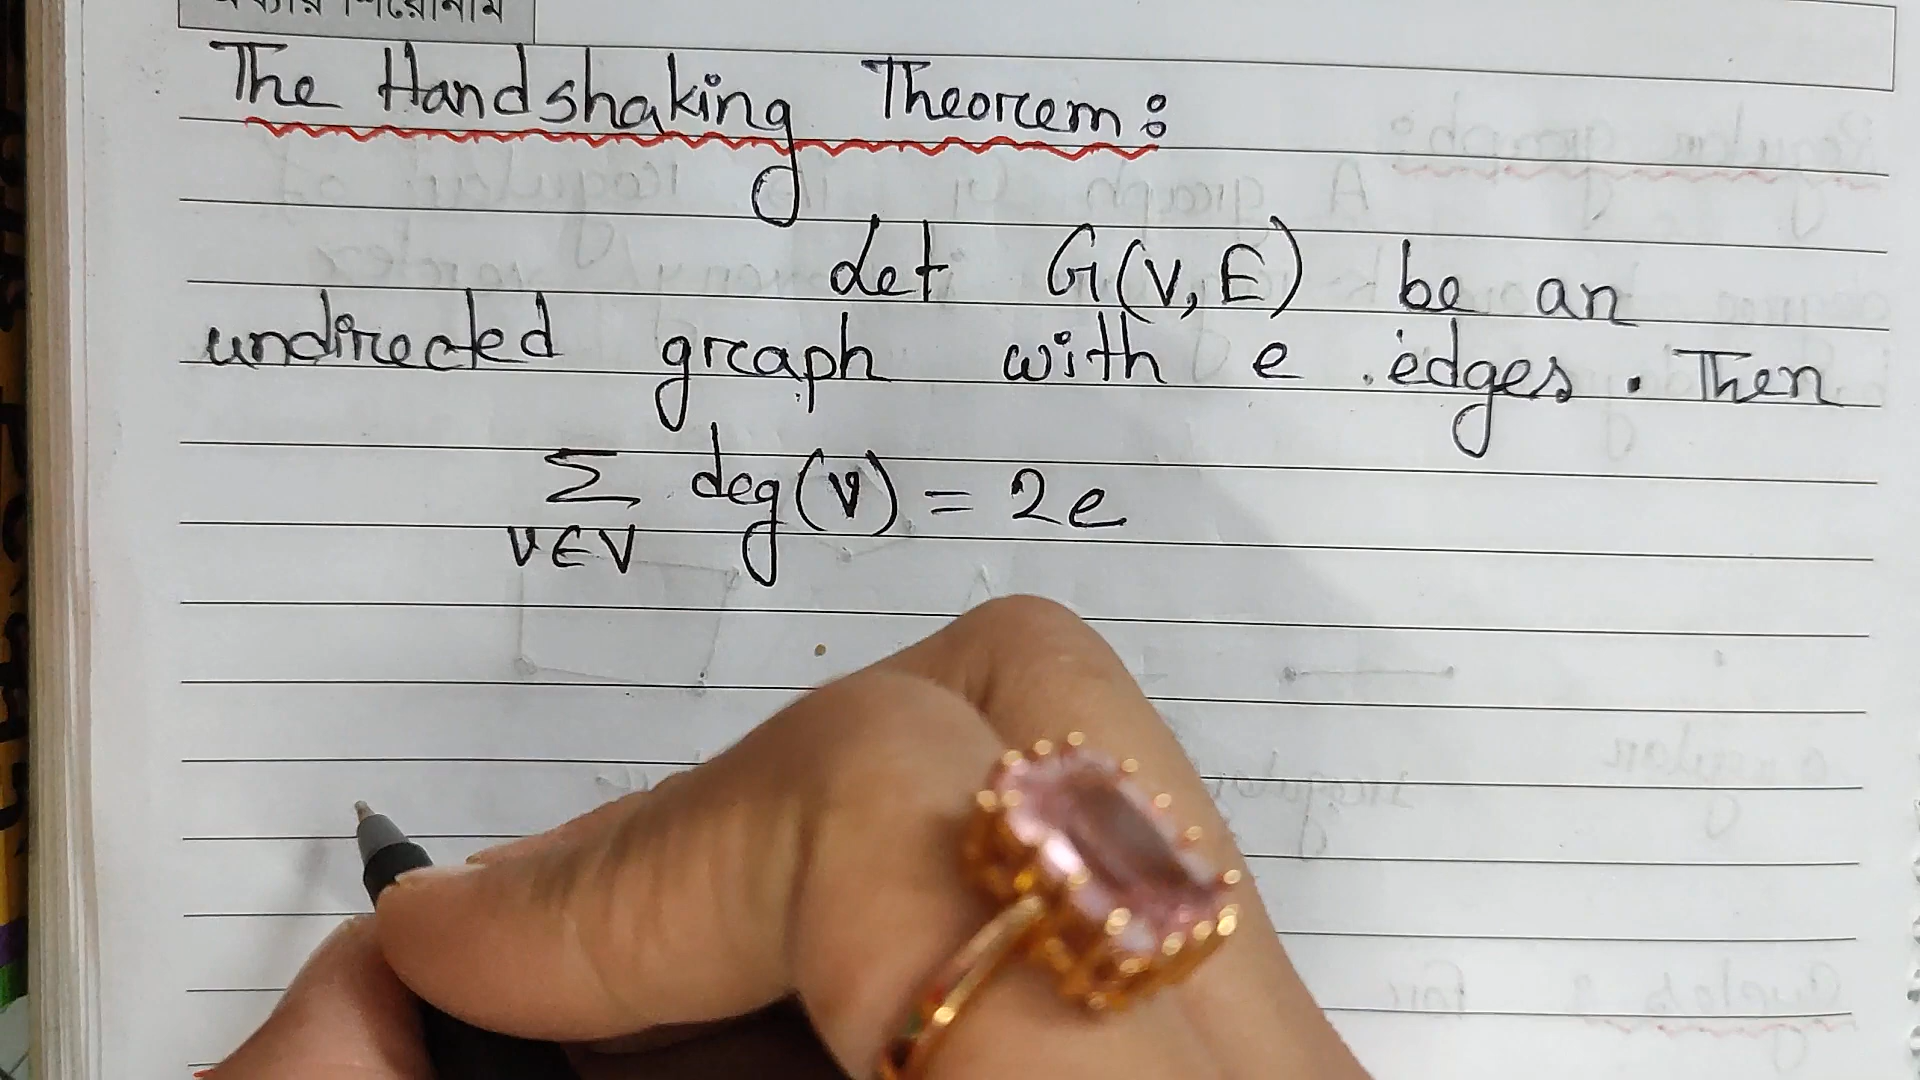 The Handshaking Theorem:
Let G(V,E) be an
undirected graph with e edges. Then
∑ deg(v) = 2e
v∈V